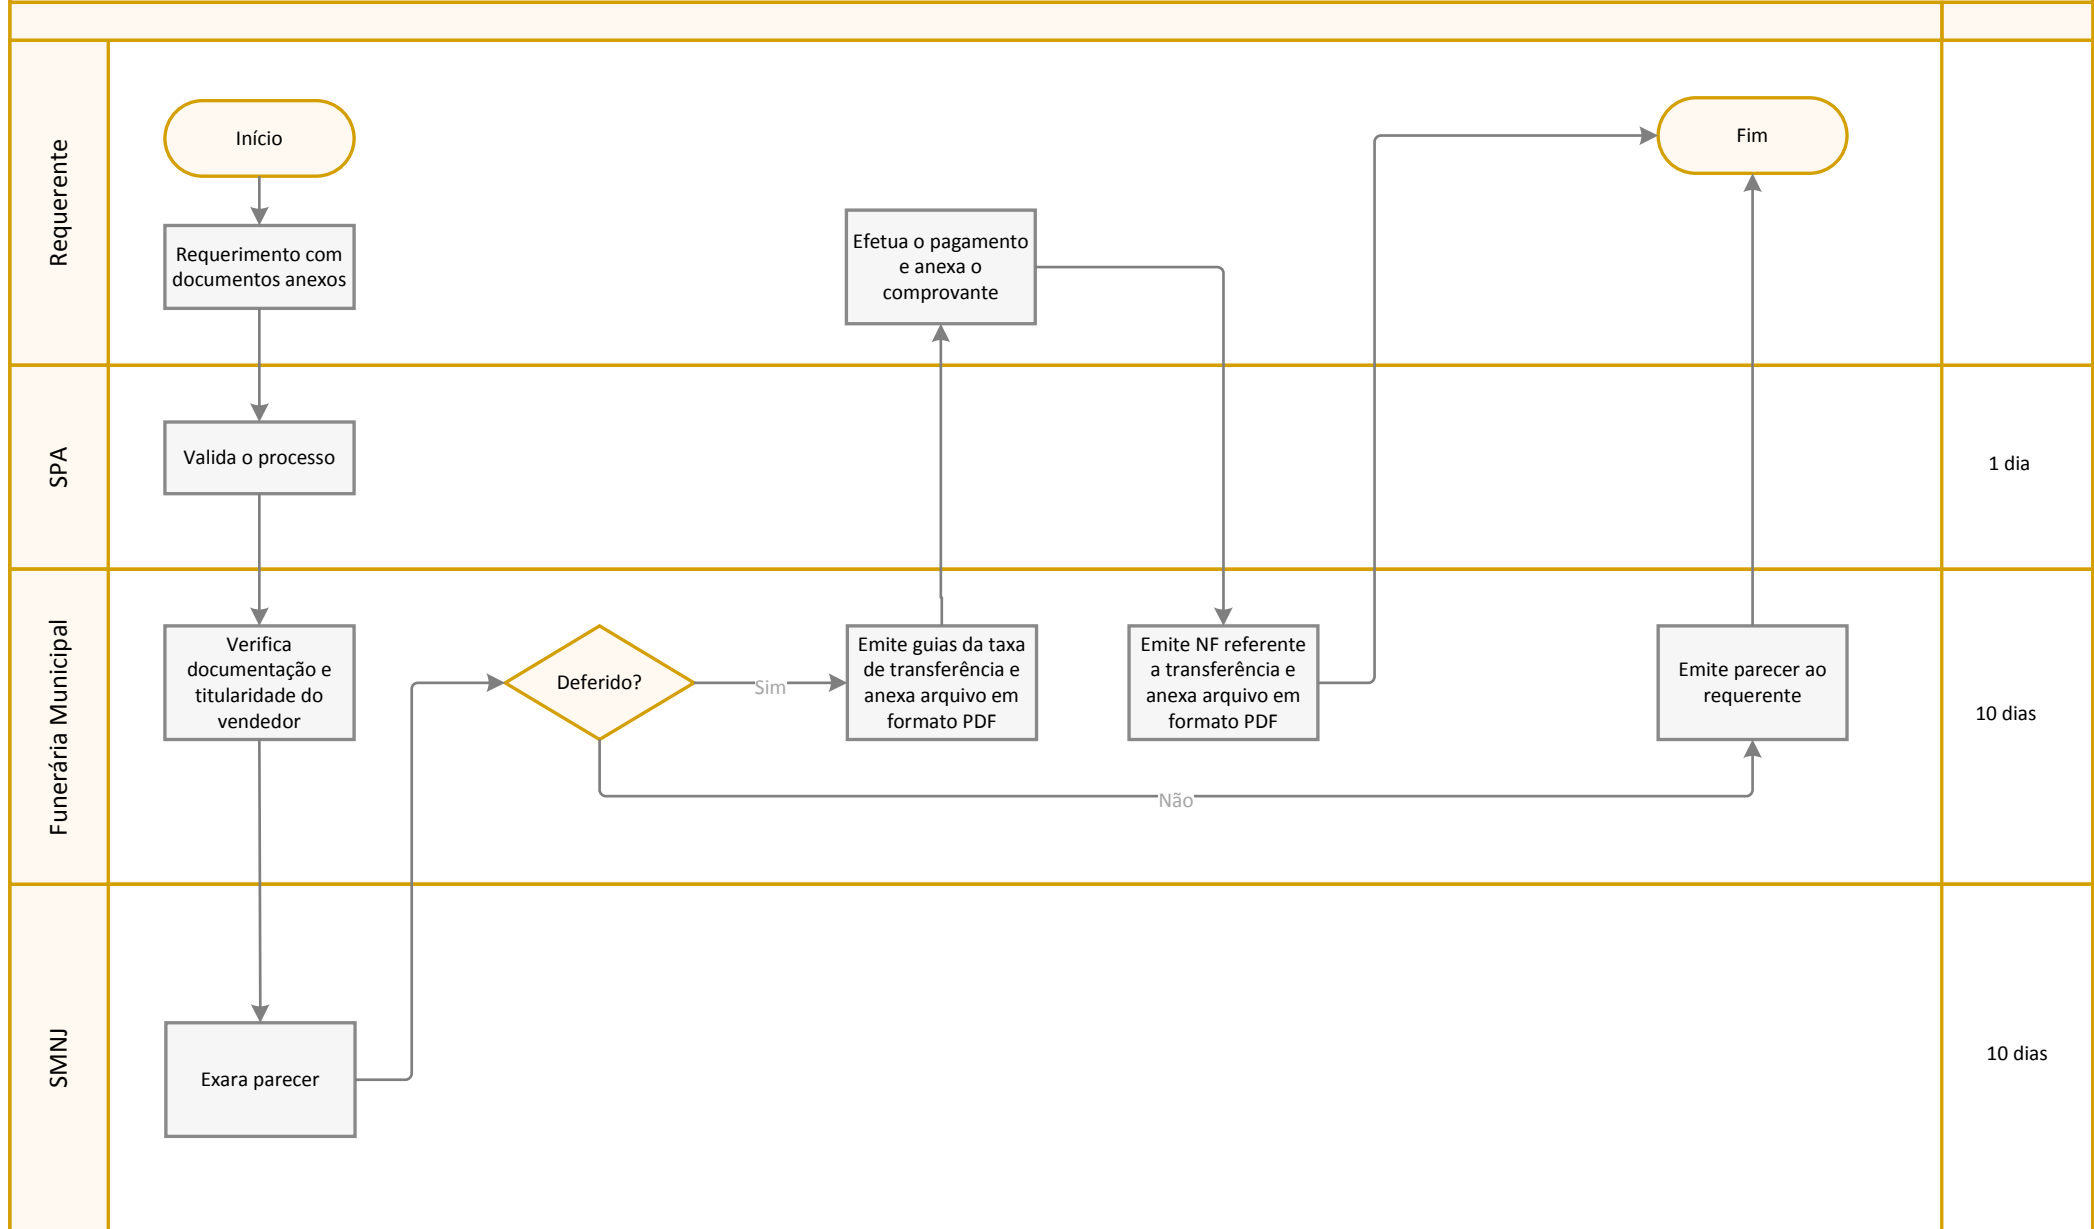 Requerente
Início
Fim
Requerimento com
documentos anexos
Efetua o pagamento
e anexa o
comprovante
SPA
Valida o processo
1 dia
Funerária Municipal
Verifica
documentação e
titularidade do
vendedor
Deferido?
Sim
Emite guias da taxa
de transferência e
anexa arquivo em
formato PDF
Emite NF referente
a transferência e
anexa arquivo em
formato PDF
Emite parecer ao
requerente
Não
10 dias
SMNJ
Exara parecer
10 dias